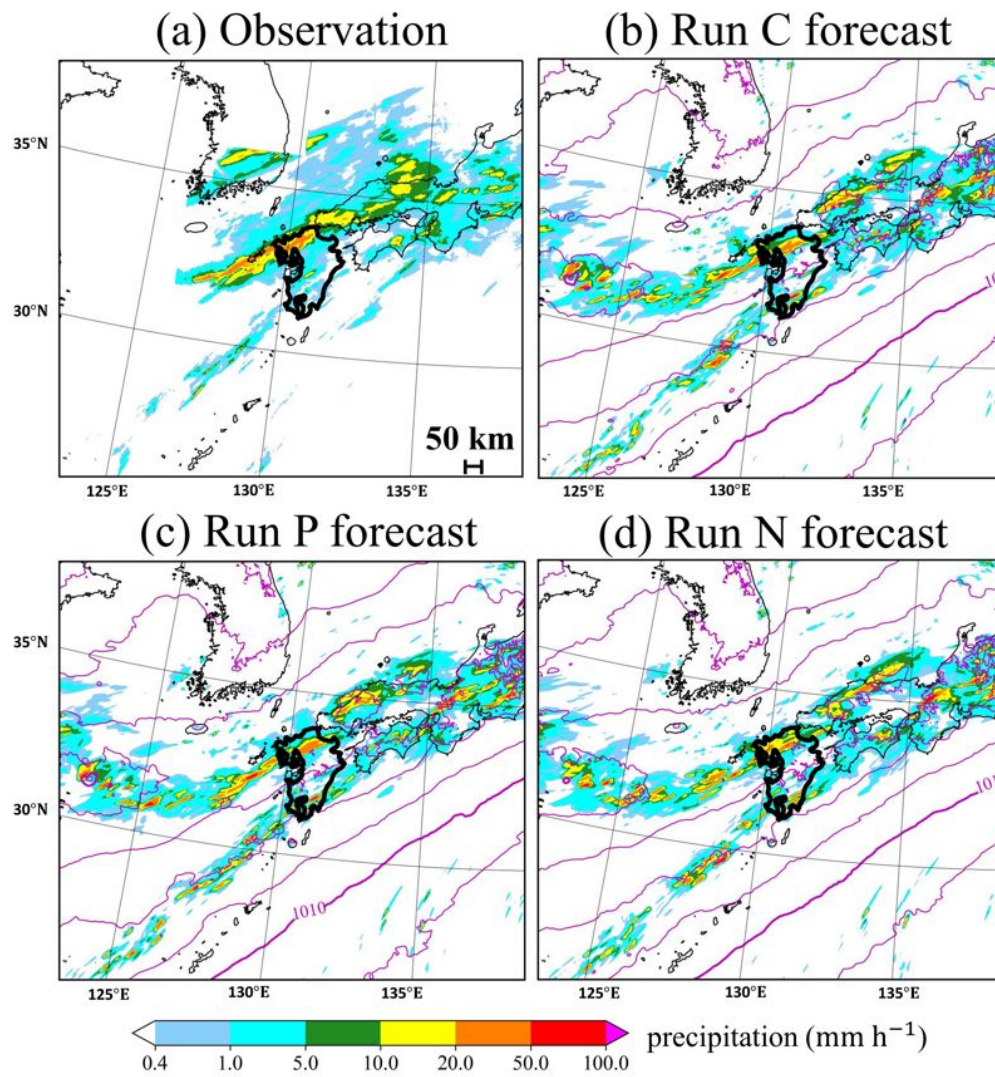 (a) Observation
(b) Run C forecast
35°N
30°N
50 km
125°E 130°E 135°E
125°E 130°E 135°E
(c) Run P forecast
(d) Run N forecast
35°N
30°N
1010
125°E 130°E 135°E
125°E 130°E 135°E
0.4 1.0 5.0 10.0 20.0 50.0 100.0
precipitation (mm h⁻¹)